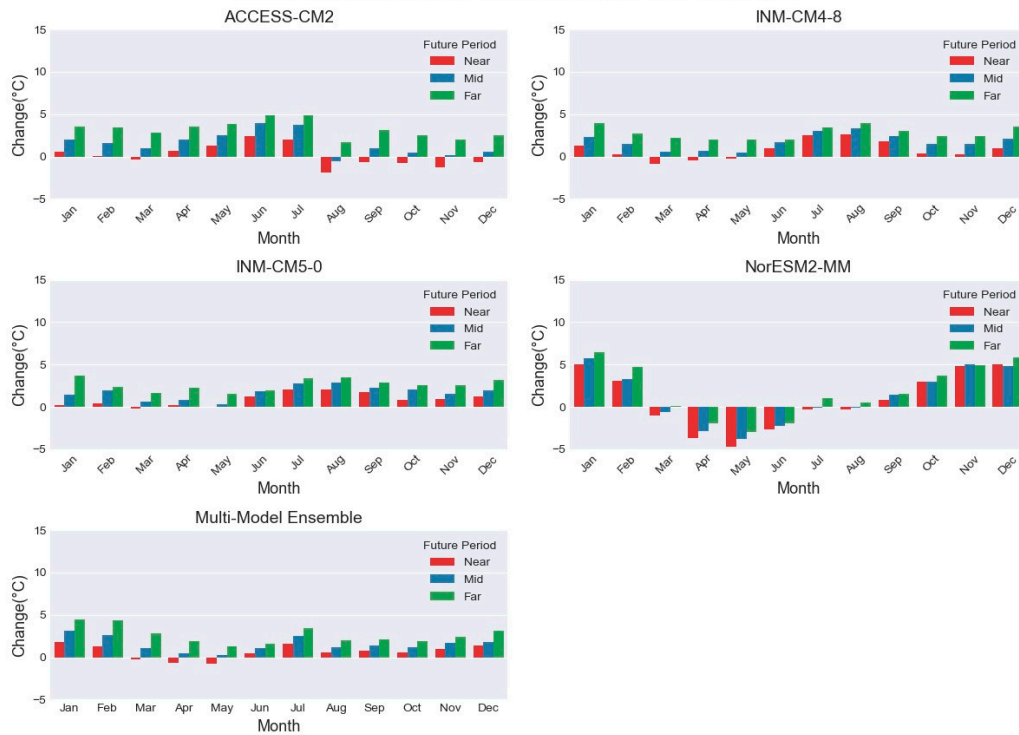 ACCESS-CM2
Change(°C)
15
10
5
0
−5
Future Period
Near
Mid
Far
Jan Feb Mar Apr May Jun Jul Aug Sep Oct Nov Dec
Month
INM-CM4-8
Change(°C)
15
10
5
0
−5
Future Period
Near
Mid
Far
Jan Feb Mar Apr May Jun Jul Aug Sep Oct Nov Dec
Month
INM-CM5-0
Change(°C)
15
10
5
0
−5
Future Period
Near
Mid
Far
Jan Feb Mar Apr May Jun Jul Aug Sep Oct Nov Dec
Month
NorESM2-MM
Change(°C)
15
10
5
0
−5
Future Period
Near
Mid
Far
Jan Feb Mar Apr May Jun Jul Aug Sep Oct Nov Dec
Month
Multi-Model Ensemble
Change(°C)
15
10
5
0
−5
Future Period
Near
Mid
Far
Jan Feb Mar Apr May Jun Jul Aug Sep Oct Nov Dec
Month